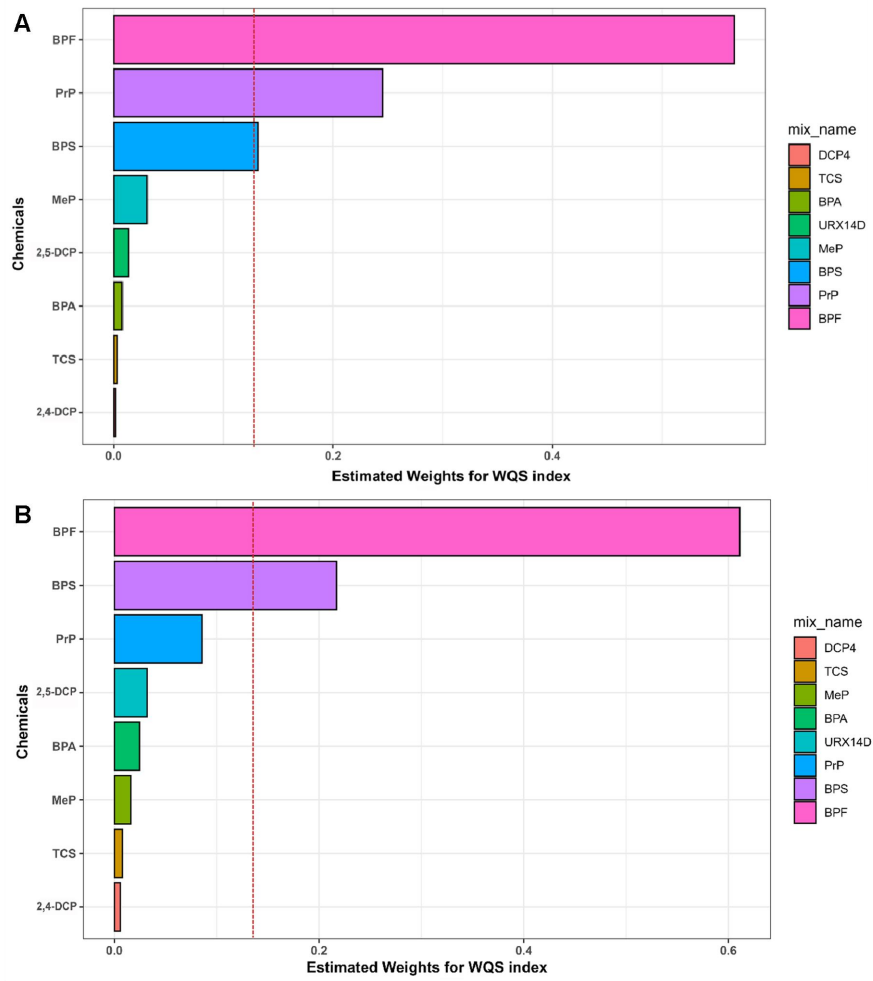 A
BPF
PrP
BPS
MeP
2,5-DCP
BPA
TCS
2,4-DCP
Chemicals
0.0 0.2 0.4
Estimated Weights for WQS index
mix_name
DCP4
TCS
BPA
URX14D
MeP
BPS
PrP
BPF
B
BPF
BPS
PrP
2,5-DCP
BPA
MeP
TCS
2,4-DCP
Chemicals
0.0 0.2 0.4 0.6
Estimated Weights for WQS index
mix_name
DCP4
TCS
MeP
BPA
URX14D
PrP
BPS
BPF